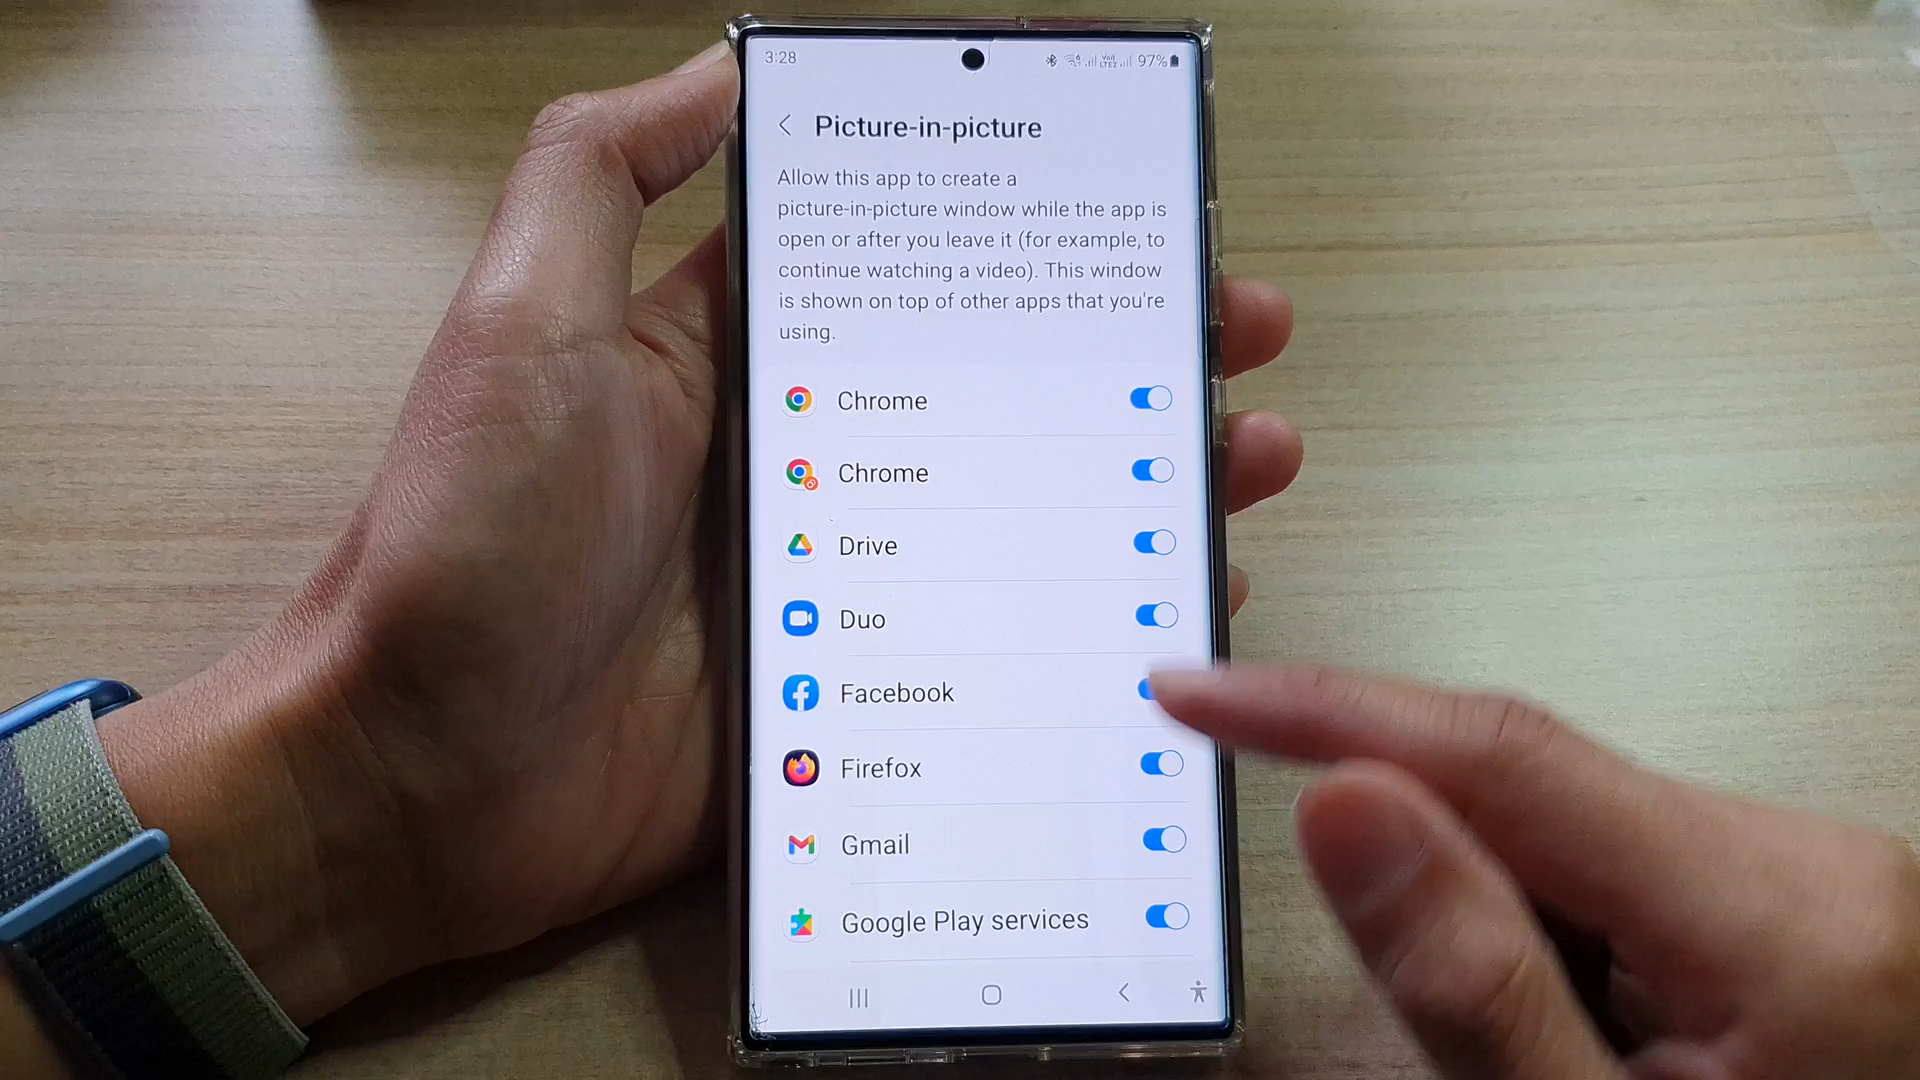 3:28
97%
Picture-in-picture
Allow this app to create a
picture-in-picture window while the app is
open or after you leave it (for example, to
continue watching a video). This window
is shown on top of other apps that you're
using.
Chrome
Chrome
Drive
Duo
Facebook
Firefox
Gmail
Google Play services